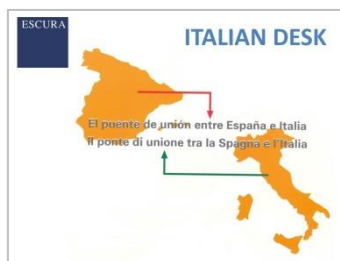 ESCURA
ITALIAN DESK
El puente de unión entre España e Italia
Il ponte di unione tra la Spagna e l'Italia